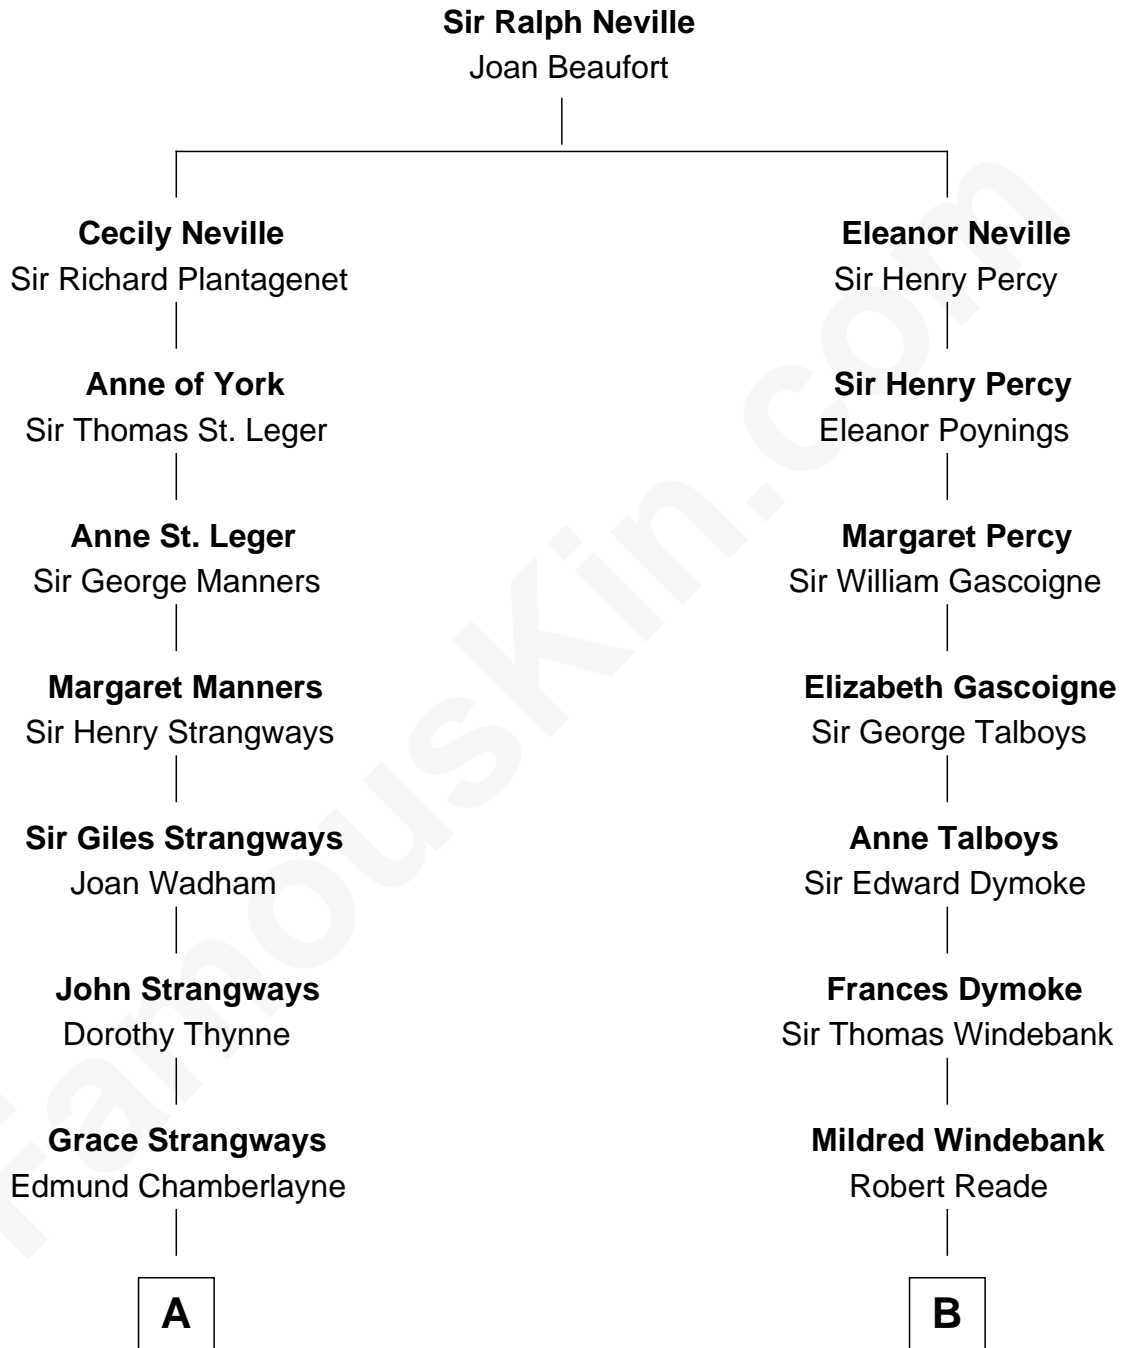 Sir Ralph Neville
Joan Beaufort
Cecily Neville
Sir Richard Plantagenet
Eleanor Neville
Sir Henry Percy
Anne of York
Sir Thomas St. Leger
Sir Henry Percy
Eleanor Poynings
Anne St. Leger
Sir George Manners
Margaret Percy
Sir William Gascoigne
Margaret Manners
Sir Henry Strangways
Elizabeth Gascoigne
Sir George Talboys
Sir Giles Strangways
Joan Wadham
Anne Talboys
Sir Edward Dymoke
John Strangways
Dorothy Thynne
Frances Dymoke
Sir Thomas Windebank
Grace Strangways
Edmund Chamberlayne
Mildred Windebank
Robert Reade
A
B
FamousKin.com